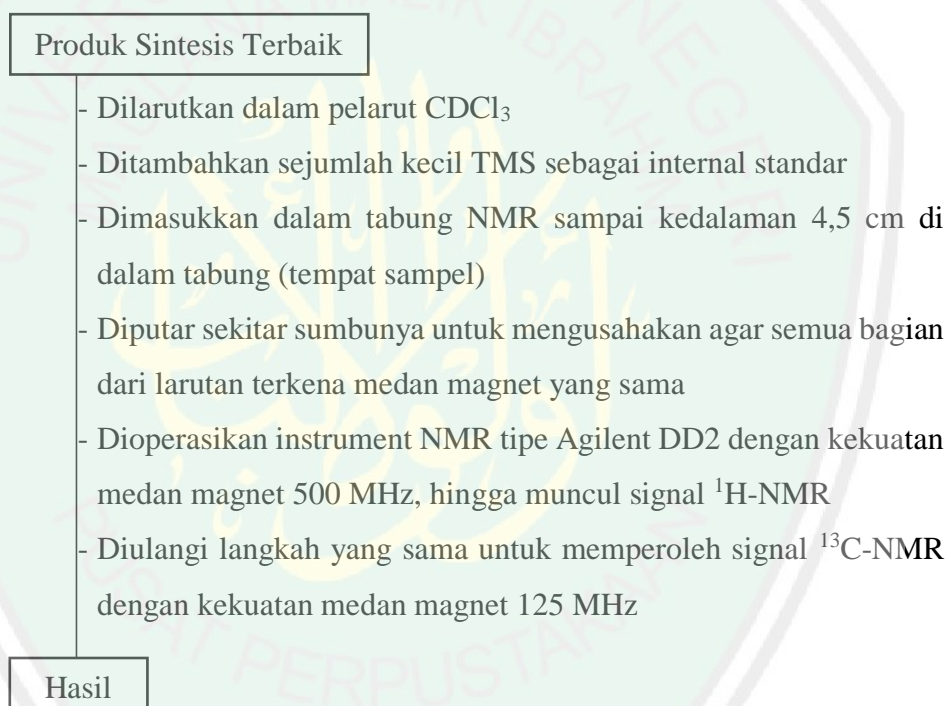 Produk Sintesis Terbaik
- Dilarutkan dalam pelarut CDCl₃
- Ditambahkan sejumlah kecil TMS sebagai internal standar
- Dimasukkan dalam tabung NMR sampai kedalaman 4,5 cm di
dalam tabung (tempat sampel)
- Diputar sekitar sumbunya untuk mengusahakan agar semua bagian
dari larutan terkena medan magnet yang sama
- Dioperasikan instrument NMR tipe Agilent DD2 dengan kekuatan
medan magnet 500 MHz, hingga muncul signal ¹H-NMR
- Diulangi langkah yang sama untuk memperoleh signal ¹³C-NMR
dengan kekuatan medan magnet 125 MHz
Hasil
PUSAT PERPUSTAKAAN